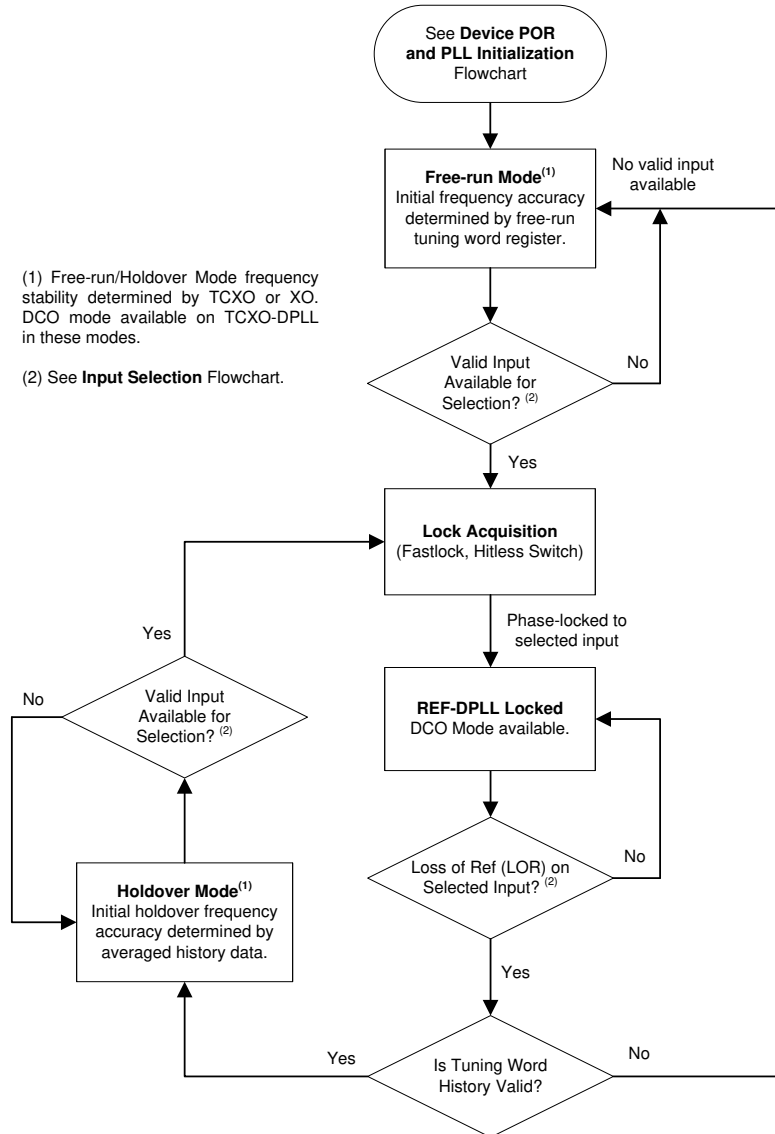 See Device POR
and PLL Initialization
Flowchart
Free-run Mode(1)
Initial frequency accuracy
determined by free-run
tuning word register.
No valid input
available
(1) Free-run/Holdover Mode frequency
stability determined by TCXO or XO.
DCO mode available on TCXO-DPLL
in these modes.
(2) See Input Selection Flowchart.
Valid Input
Available for
Selection? (2)
No
Yes
Lock Acquisition
(Fastlock, Hitless Switch)
Phase-locked to
selected input
Yes
No
Valid Input
Available for
Selection? (2)
REF-DPLL Locked
DCO Mode available.
Loss of Ref (LOR) on
Selected Input? (2)
No
Holdover Mode(1)
Initial holdover frequency
accuracy determined by
averaged history data.
Yes
Yes
Is Tuning Word
History Valid?
No